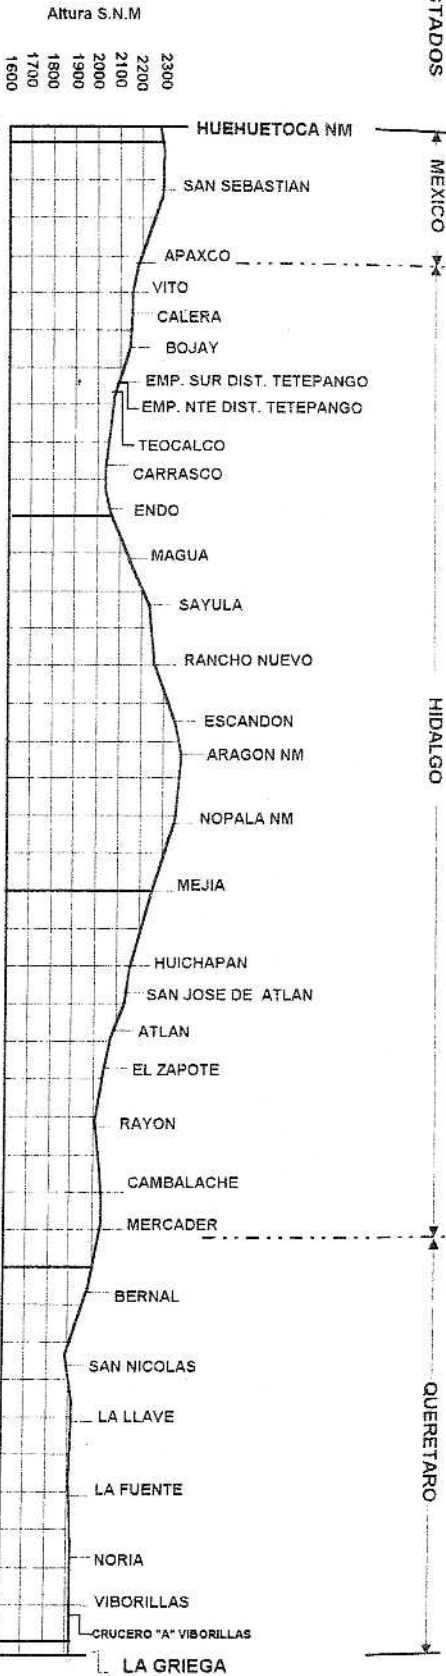 Altura S.N.M
1600
1700
1800
1900
2000
2100
2200
2300
HUEHUETOCA NM
SAN SEBASTIAN
APAXCO
VITO
CALERA
BOJAY
EMP. SUR DIST. TETEPANGO
EMP. NTE DIST. TETEPANGO
TEOCALCO
CARRASCO
ENDO
MAGUA
SAYULA
RANCHO NUEVO
ESCANDON
ARAGON NM
NOPALA NM
MEJIA
HUICHAPAN
SAN JOSE DE ATLAN
ATLAN
EL ZAPOTE
RAYON
CAMBALACHE
MERCADER
BERNAL
SAN NICOLAS
LA LLAVE
LA FUENTE
NORIA
VIBORILLAS
CRUCERO "A" VIBORILLAS
LA GRIEGA
MEXICO
HIDALGO
QUERETARO